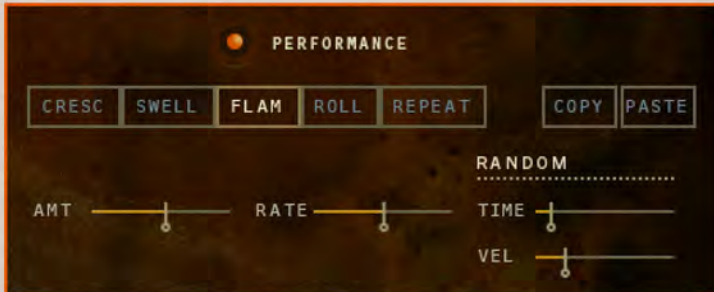 PERFORMANCE
CRESC SWELL FLAM ROLL REPEAT COPY PASTE
RANDOM
AMT RATE TIME
VEL